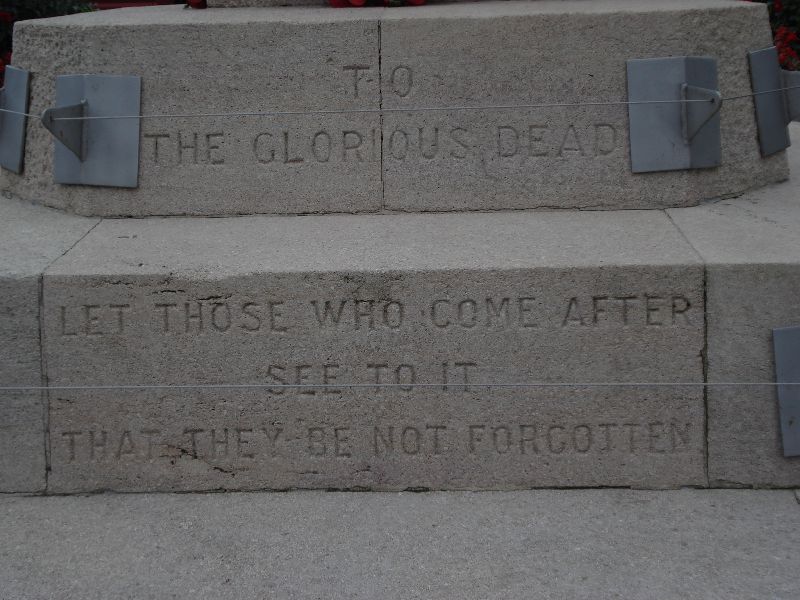 TO
THE GLORIOUS DEAD
LET THOSE WHO COME AFTER
SEE TO IT
THAT THEY BE NOT FORGOTTEN